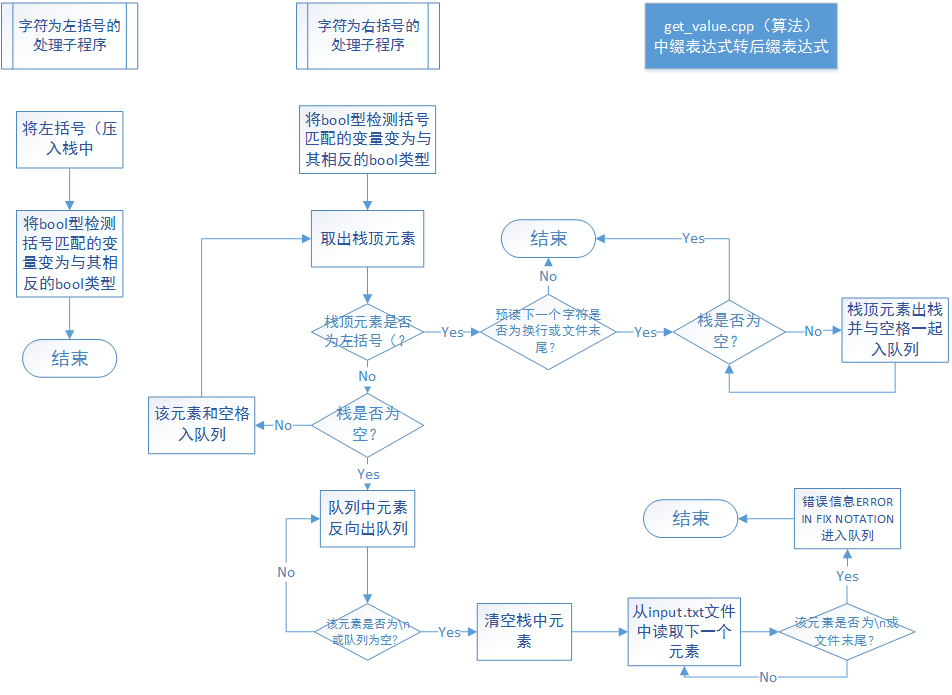 字符为左括号的
处理子程序
字符为右括号的
处理子程序
get_value.cpp（算法）
中缀表达式转后缀表达式
将左括号（压
入栈中
将bool型检测
括号匹配的变
量变为与其相
反的bool类型
结束
将bool型检测括号
匹配的变量变为与
其相反的bool类型
取出栈顶元素
栈顶元素是否
为左括号（?
Yes
预读下一个字符是
否为换行或文件末
尾?
No
结束
Yes
栈是否为
空?
Yes
No
栈顶元素出栈
并与空格一起
入队列
No
栈是否为
空?
No
该元素和空格
入队列
Yes
队列中元素
反向出队列
No
该元素是否为\n
或队列为空?
Yes
清空栈中元
素
从input.txt文件
中读取下一个
元素
该元素是否为\n或
文件末尾?
No
Yes
错误信息ERROR
IN FIX NOTATION
进入队列
结束